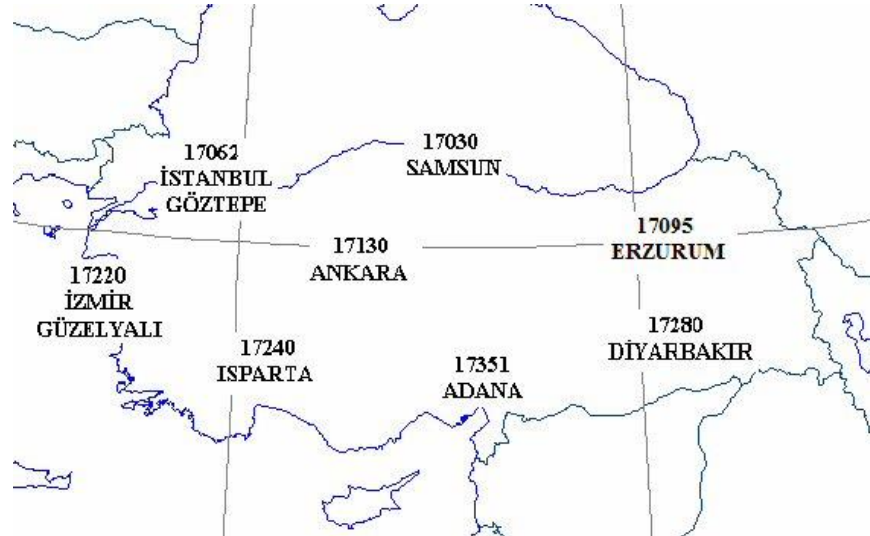 17062
İSTANBUL
GÖZTEPE
17030
SAMSUN
17130
ANKARA
17095
ERZURUM
17220
İZMİR
GÜZELYALI
17240
ISPARTA
17351
ADANA
17280
DİYARBAKIR